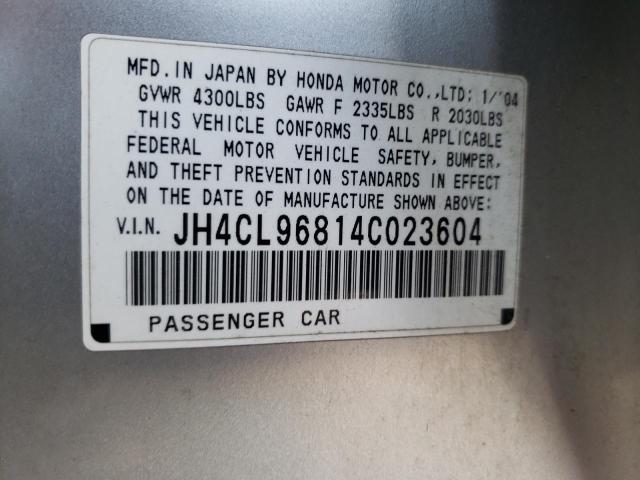 MFD. IN JAPAN BY HONDA MOTOR CO.,LTD: 1/'04
GVWR 4300LBS GAWR F 2335LBS R 2030LBS
THIS VEHICLE CONFORMS TO ALL APPLICABLE
FEDERAL MOTOR VEHICLE SAFETY, BUMPER,
AND THEFT PREVENTION STANDARDS IN EFFECT
ON THE DATE OF MANUFACTURE SHOWN ABOVE:
V.I.N. JH4CL96814C023604
PASSENGER CAR